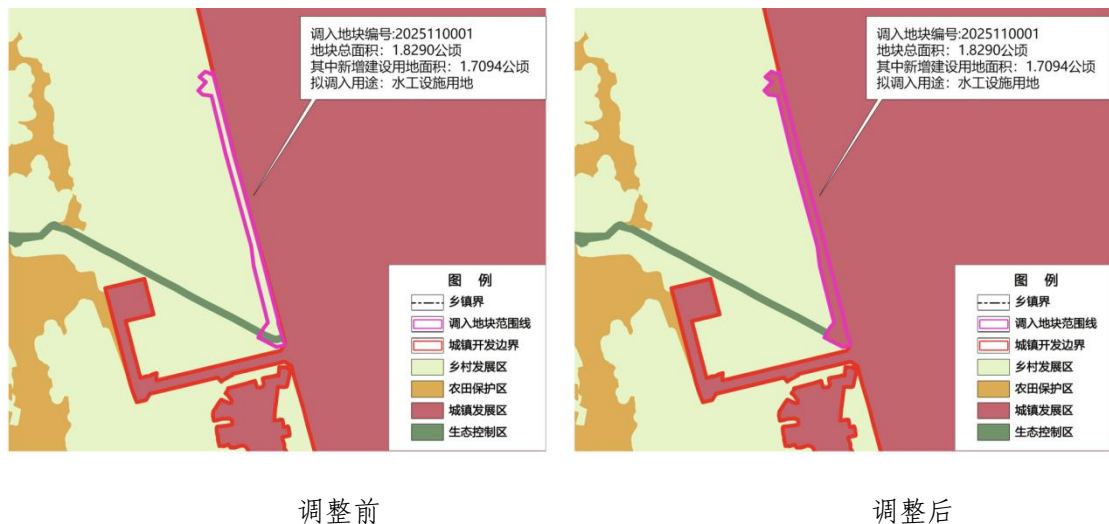 调入地块编号:2025110001
地块总面积：1.8290公顷
其中新增建设用地面积：1.7094公顷
拟调入用途：水工设施用地
图 例
乡镇界
调入地块范围线
城镇开发边界
乡村发展区
农田保护区
城镇发展区
生态控制区
调整前
调入地块编号:2025110001
地块总面积：1.8290公顷
其中新增建设用地面积：1.7094公顷
拟调入用途：水工设施用地
图 例
乡镇界
调入地块范围线
城镇开发边界
乡村发展区
农田保护区
城镇发展区
生态控制区
调整后